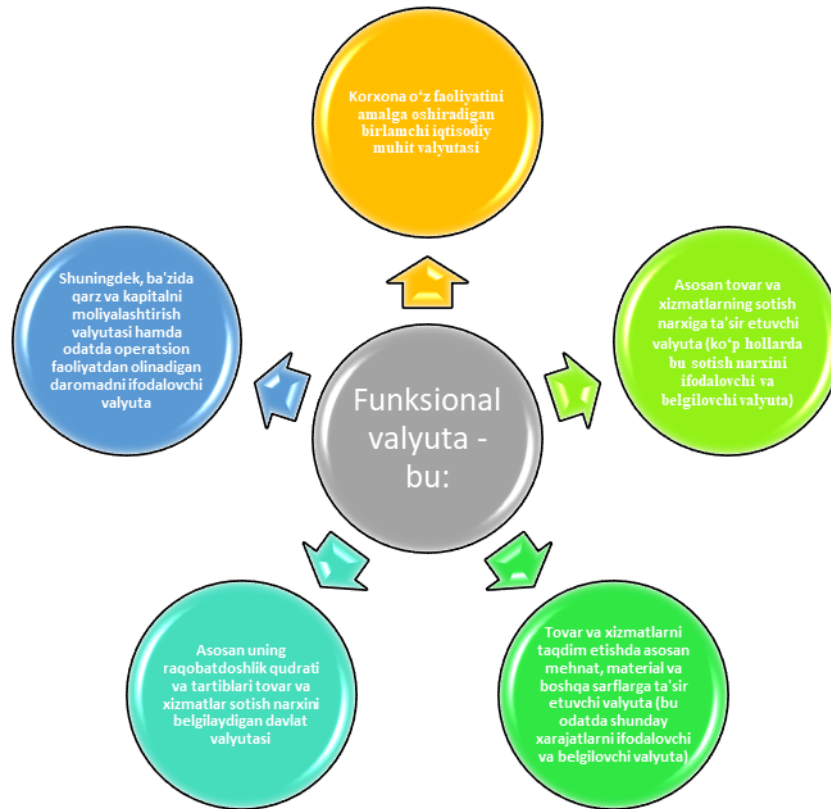 Korxona o‘z faoliyatini
amalga oshiradigan
birlamchi iqtisodiy
muhit valyutasi
Asosan tovar va
xizmatlarning sotish
narxiga ta'sir etuvchi
valyuta (ko‘p hollarda
bu sotish narxini
ifodalovchi va
belgilovchi valyuta)
Tovar va xizmatlarni
taqdim etishda asosan
mehnat, material va
boshqa sarflarga ta'sir
etuvchi valyuta (bu
odatda shunday
xarajatlarni ifodalovchi
va belgilovchi valyuta)
Asosan uning
raqobatdoshlik qudrati
va tartiblari tovar va
xizmatlar sotish narxini
belgilaydigan davlat
valyutasi
Shuningdek, ba'zida
qarz va kapitalni
moliyalashtirish
valyutasi hamda
odatda operatsion
faoliyatdan olinadigan
daromadni ifodalovchi
valyuta
Funksional
valyuta -
bu: